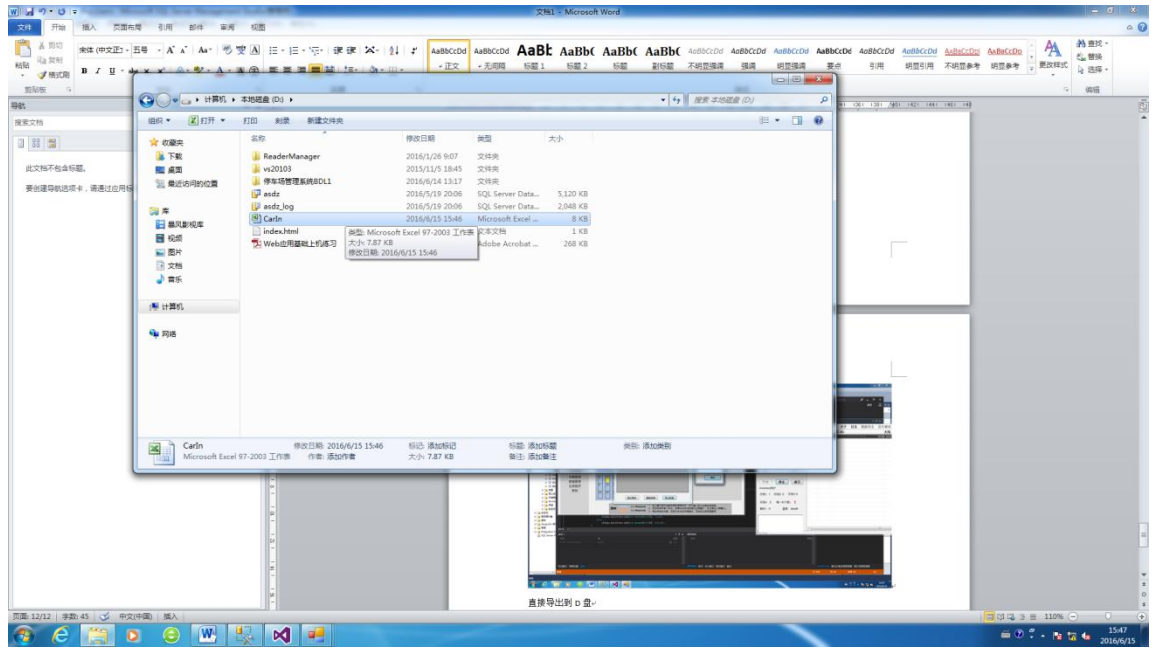 文档1 - Microsoft Word
文件 开始 插入 页面布局 引用 邮件 审阅 视图
剪切
粘贴
格式刷
剪贴板
宋体 (中文正) 五号
AaBbCcDd AaBbCcDd AaBb AaBb( AaBb( AaBb( AaBbCcDd AaBbCcDd AaBbCcDd AaBbCcDd AaBbCcDd AaBbCcDd AaBbCcDd AaBbCcDd
正文 无间隔 标题 1 标题 2 标题 副标题 不明显强调 强调 明显强调 要点 引用 明显引用 不明显参考 明显参考
更改样式
查找
替换
选择
编辑
导航
搜索文档
此文档不包含标题。
计算机 本地磁盘 (D:)
搜索 本地磁盘 (D:)
组织 打开 打印 刻录 新建文件夹
收藏夹
下载
桌面
最近访问的位置
库
暴风影视库
视频
图片
文档
音乐
计算机
网络
名称 修改日期 类型 大小
ReaderManager 2016/1/26 9:07 文件夹
vs20103 2015/11/5 18:45 文件夹
停车场管理系统BDL1 2016/6/14 13:17 文件夹
asdz 2016/5/19 20:06 SQL Server Data... 5,120 KB
asdz_log 2016/5/19 20:06 SQL Server Data... 2,048 KB
CarIn 2016/6/15 15:46 Microsoft Excel ... 8 KB
index.html 文本文档 1 KB
Web应用基础上机练习 Adobe Acrobat ... 268 KB
类型: Microsoft Excel 97-2003 工作表
大小: 7.87 KB
修改日期: 2016/6/15 15:46
CarIn 修改日期: 2016/6/15 15:46 标记: 添加标记 标题: 添加标题 类别: 添加类别
Microsoft Excel 97-2003 工作表 作者: 添加作者 大小: 7.87 KB 备注: 添加备注
直接导出到 D 盘
页面: 12/12 字数: 45 中文(中国) 插入
110%
15:47
2016/6/15